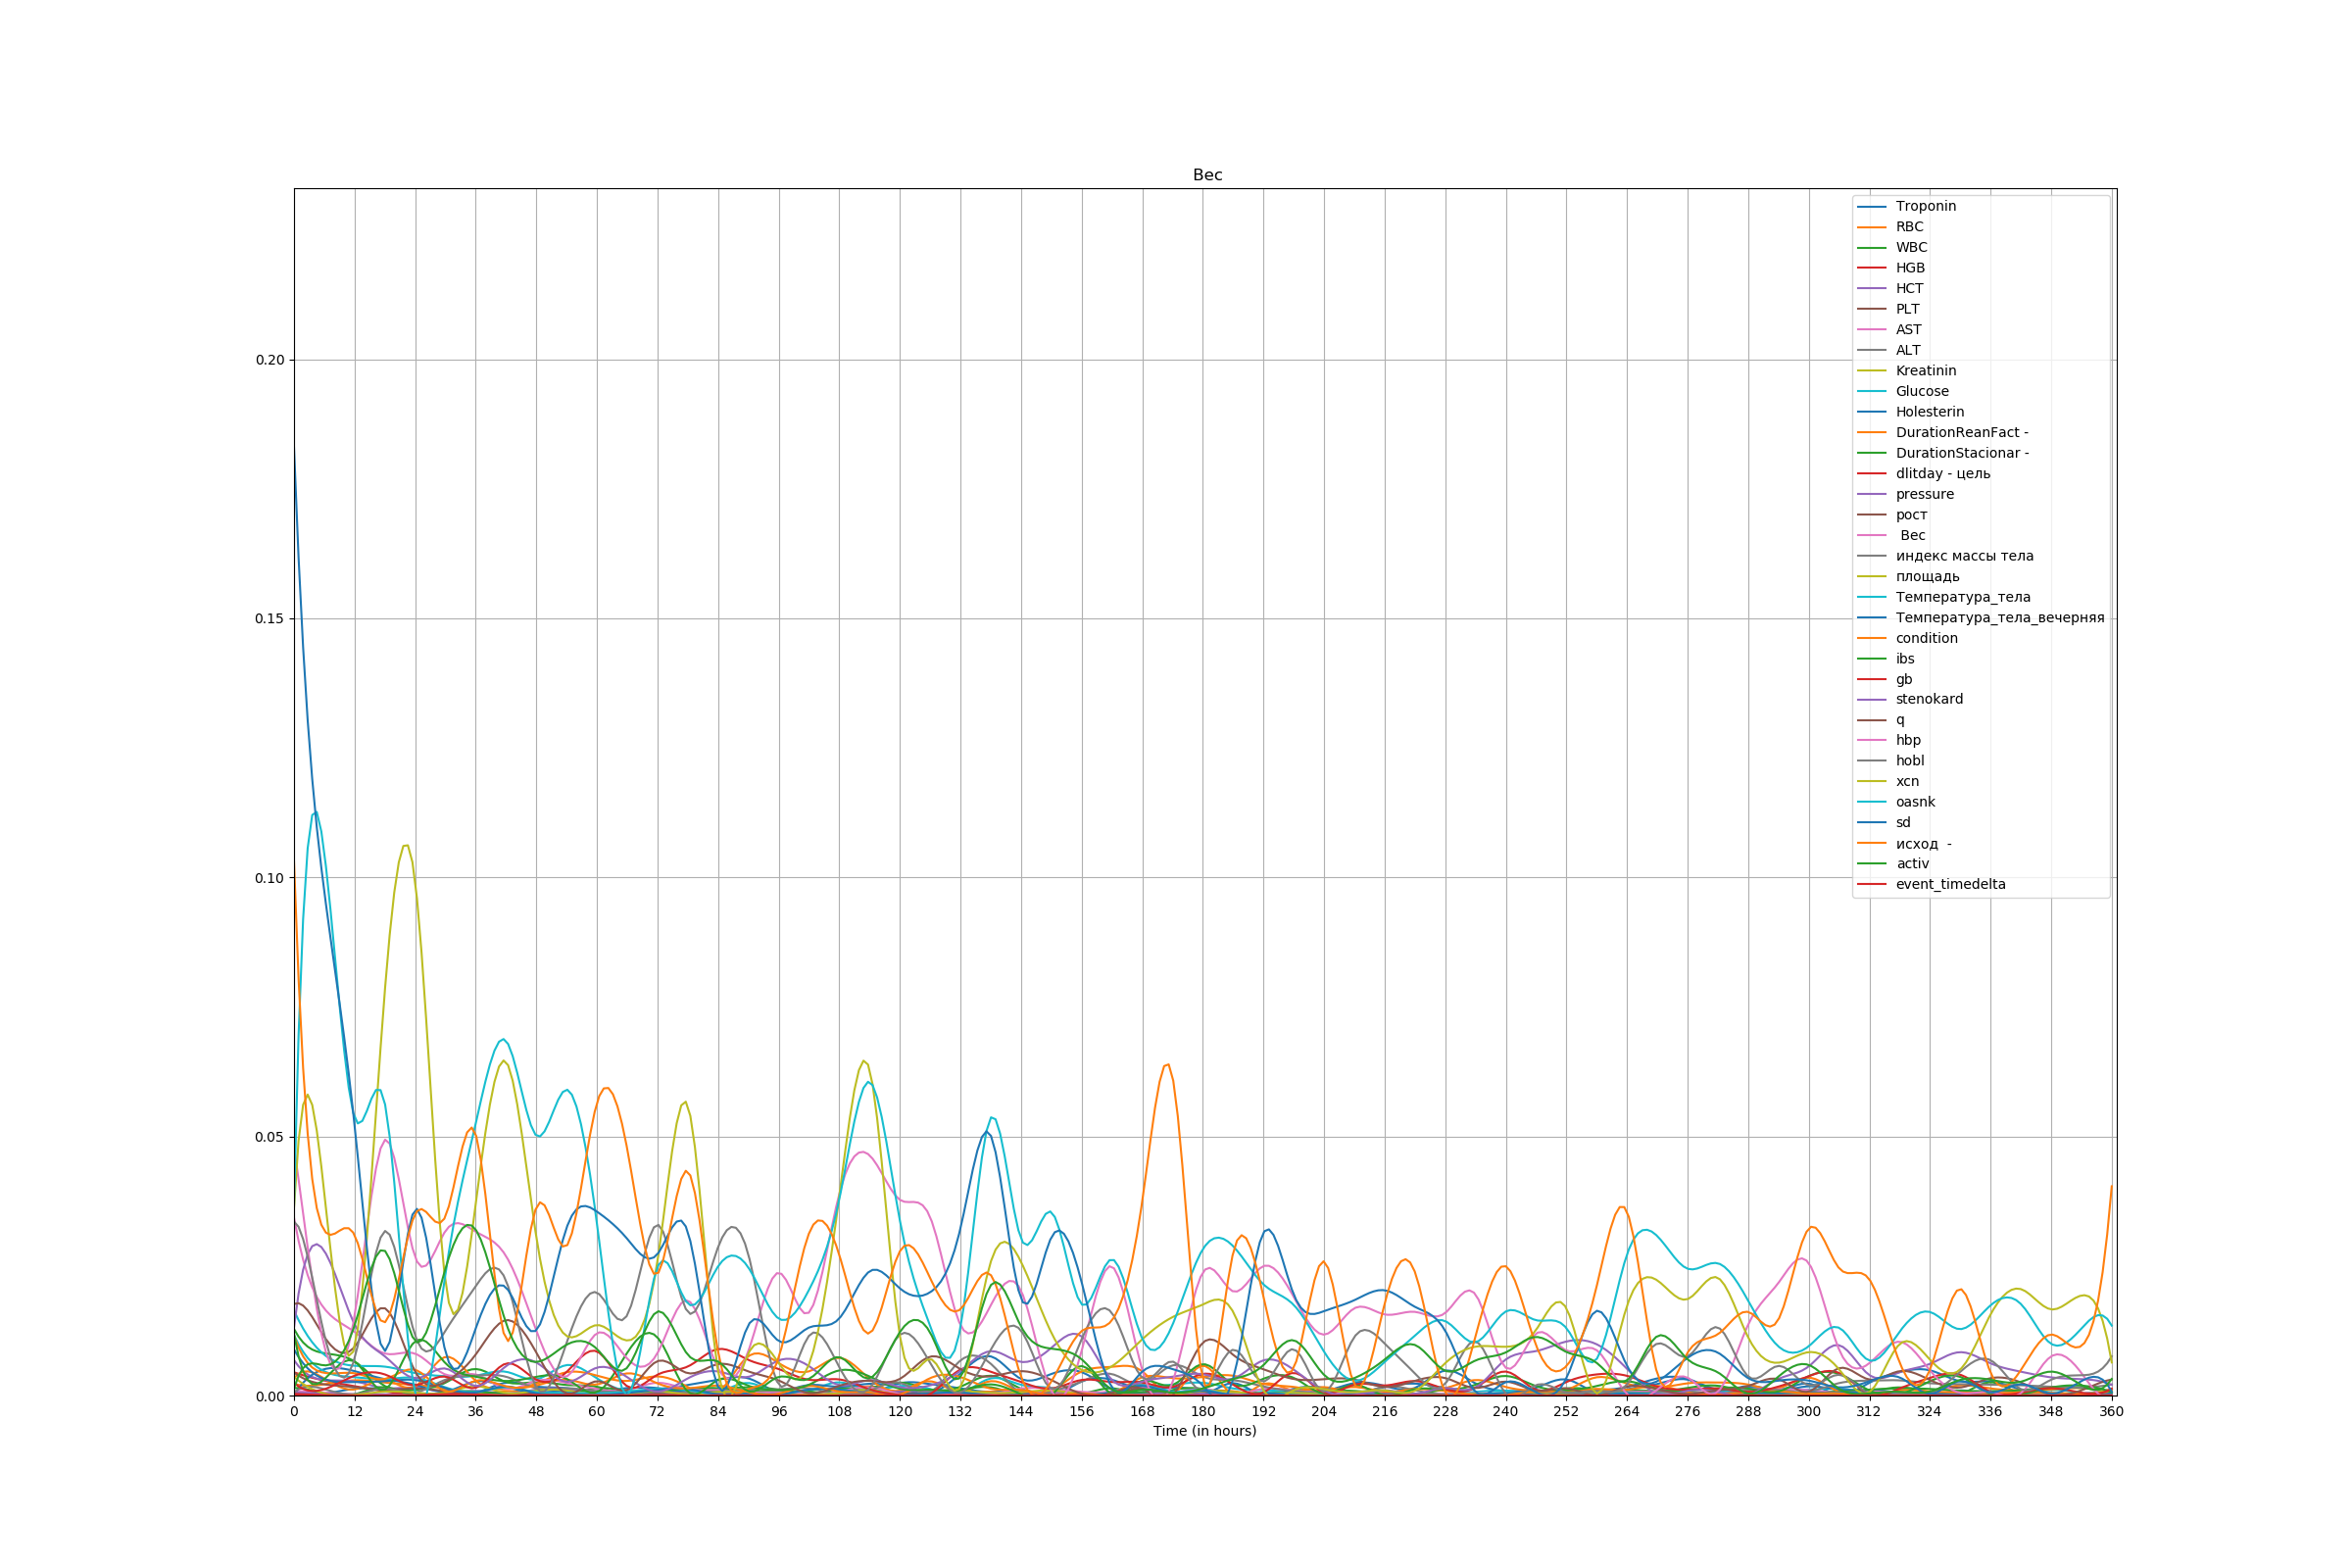 Вес
0.20
0.15
0.10
0.05
0.00
Troponin
RBC
WBC
HGB
HCT
PLT
AST
ALT
Kreatinin
Glucose
Holesterin
DurationReanFact -
DurationStacionar -
dlitday - цель
pressure
рост
Вес
индекс массы тела
площадь
Температура_тела
Температура_тела_вечерняя
condition
ibs
gb
stenokard
q
hbp
hobl
xcn
oasnk
sd
исход  -
activ
event_timedelta
0 12 24 36 48 60 72 84 96 108 120 132 144 156 168 180 192 204 216 228 240 252 264 276 288 300 312 324 336 348 360
Time (in hours)